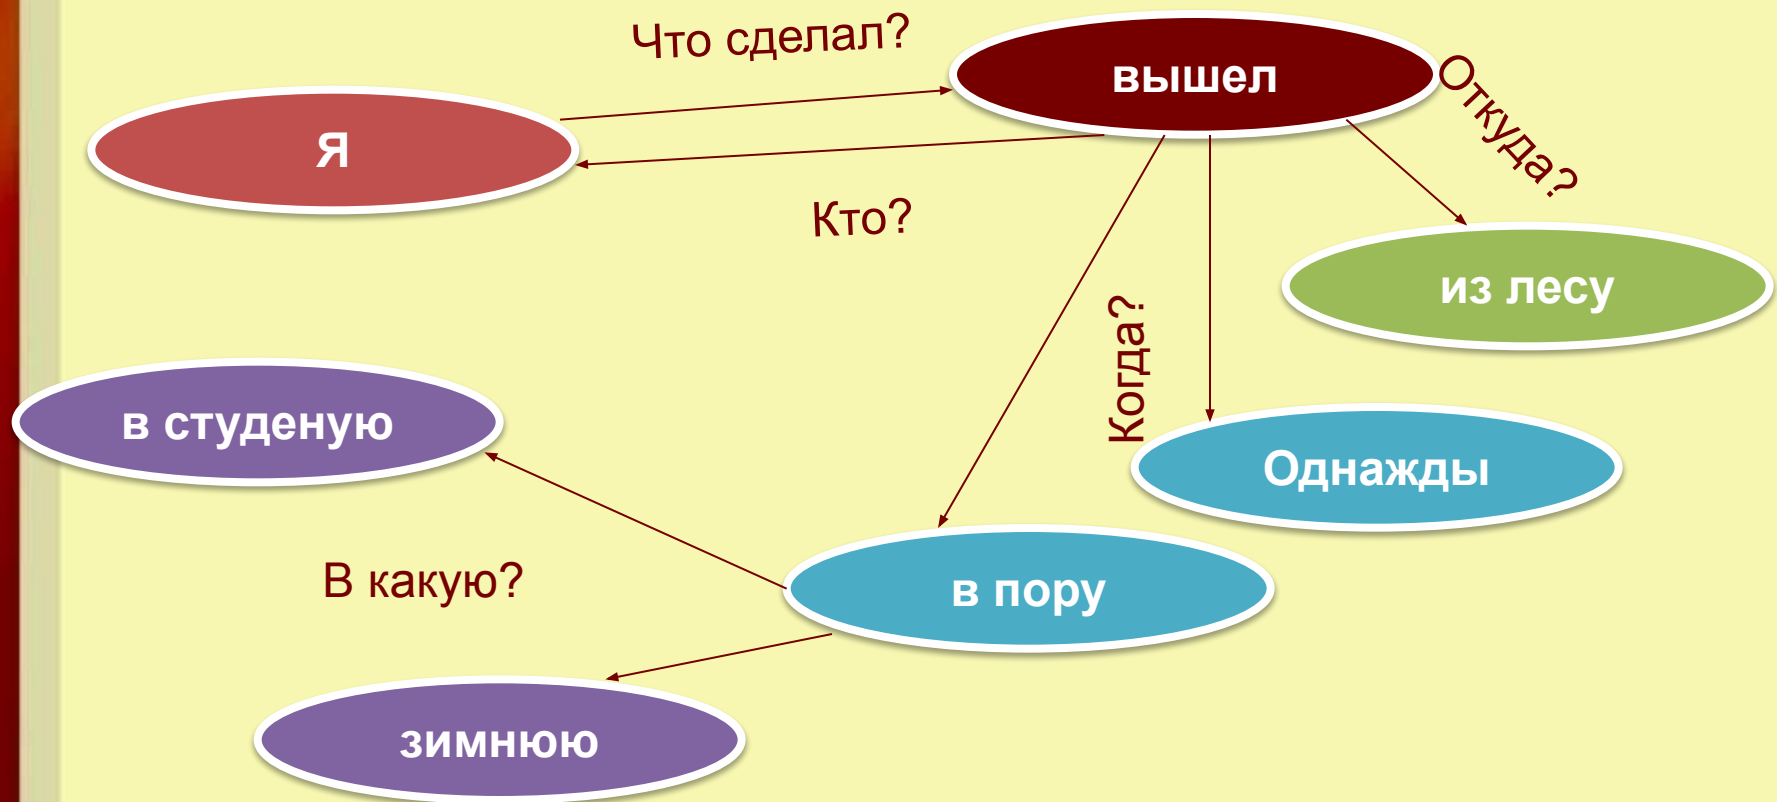 Что сделал?
вышел
Откуда?
Я
Кто?
из лесу
Когда?
в студеную
Однажды
В какую?
в пору
зимнюю